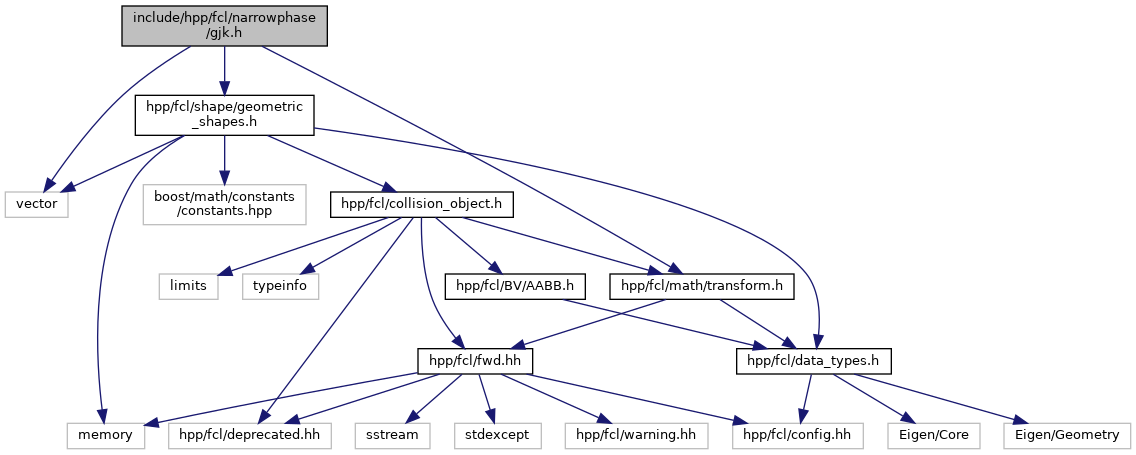 include/hpp/fcl/narrowphase
/gjk.h
hpp/fcl/shape/geometric
_shapes.h
vector
boost/math/constants
/constants.hpp
hpp/fcl/collision_object.h
limits
typeinfo
hpp/fcl/BV/AABB.h
hpp/fcl/math/transform.h
hpp/fcl/fwd.hh
hpp/fcl/data_types.h
memory
hpp/fcl/deprecated.hh
sstream
stdexcept
hpp/fcl/warning.hh
hpp/fcl/config.hh
Eigen/Core
Eigen/Geometry